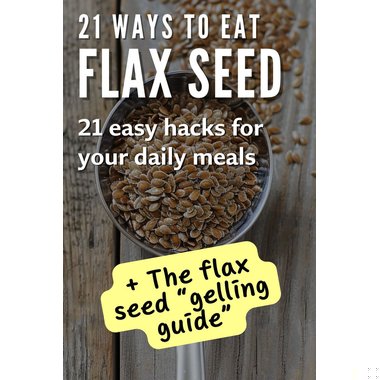 21 WAYS TO EAT
FLAX SEED
21 easy hacks for
your daily meals
+ The flax
seed "gelling
guide"